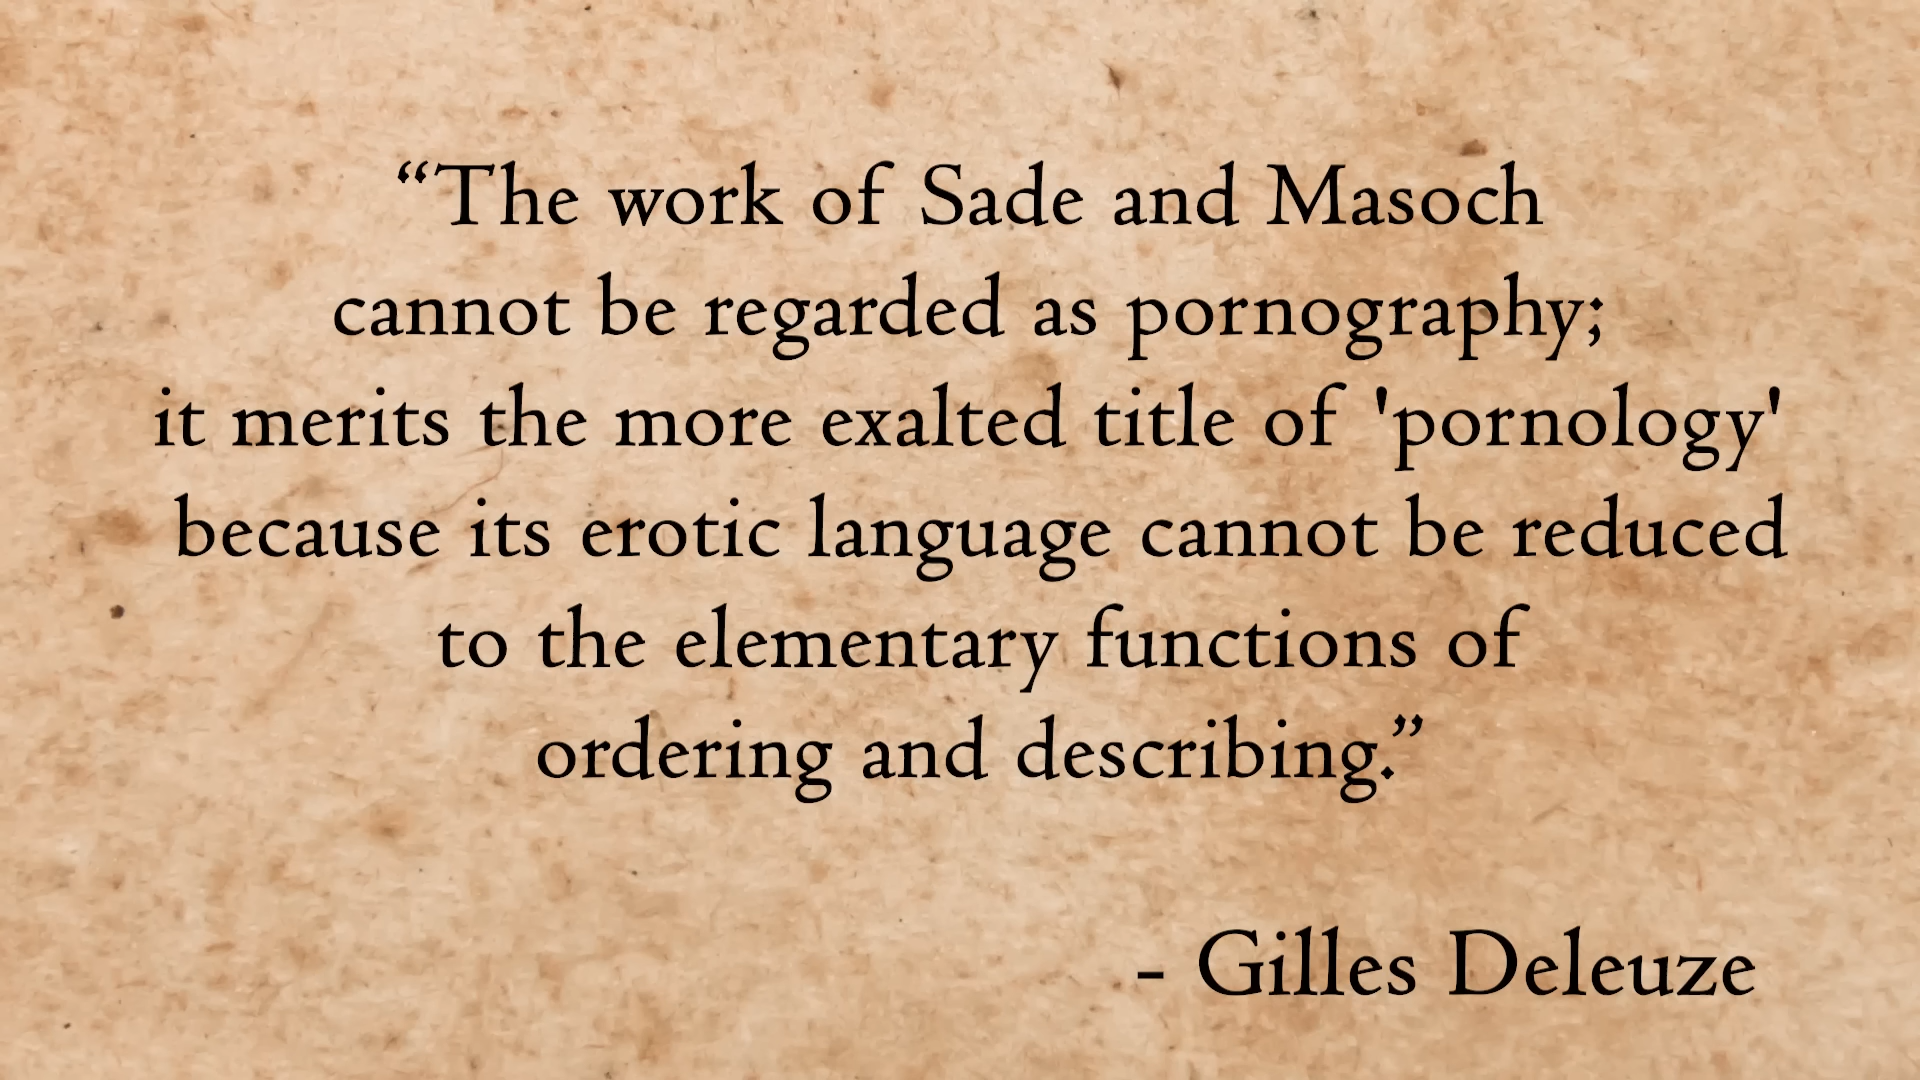 “The work of Sade and Masoch
cannot be regarded as pornography;
it merits the more exalted title of 'pornology'
because its erotic language cannot be reduced
to the elementary functions of
ordering and describing.”
- Gilles Deleuze